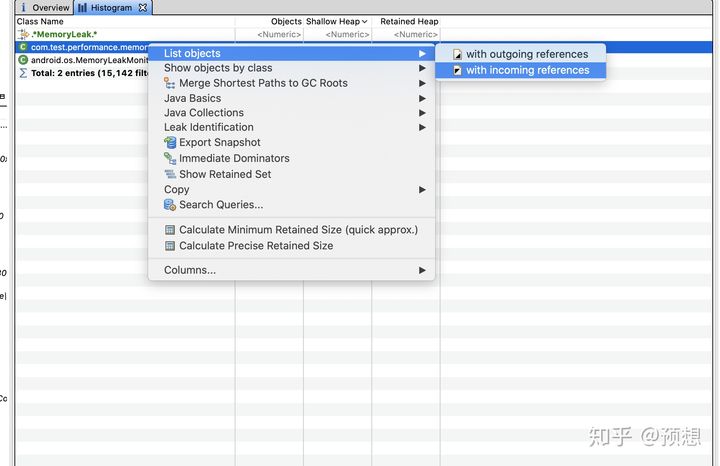 Overview
Histogram
Class Name
Objects
Shallow Heap
Retained Heap
.*MemoryLeak.*
<Numeric>
<Numeric>
<Numeric>
com.test.performance.memor
android.os.MemoryLeakMonit
Total: 2 entries (15,142 filt
List objects
Show objects by class
Merge Shortest Paths to GC Roots
Java Basics
Java Collections
Leak Identification
Export Snapshot
Immediate Dominators
Show Retained Set
Copy
Search Queries...
Calculate Minimum Retained Size (quick approx.)
Calculate Precise Retained Size
Columns...
with outgoing references
with incoming references
知乎 @预想